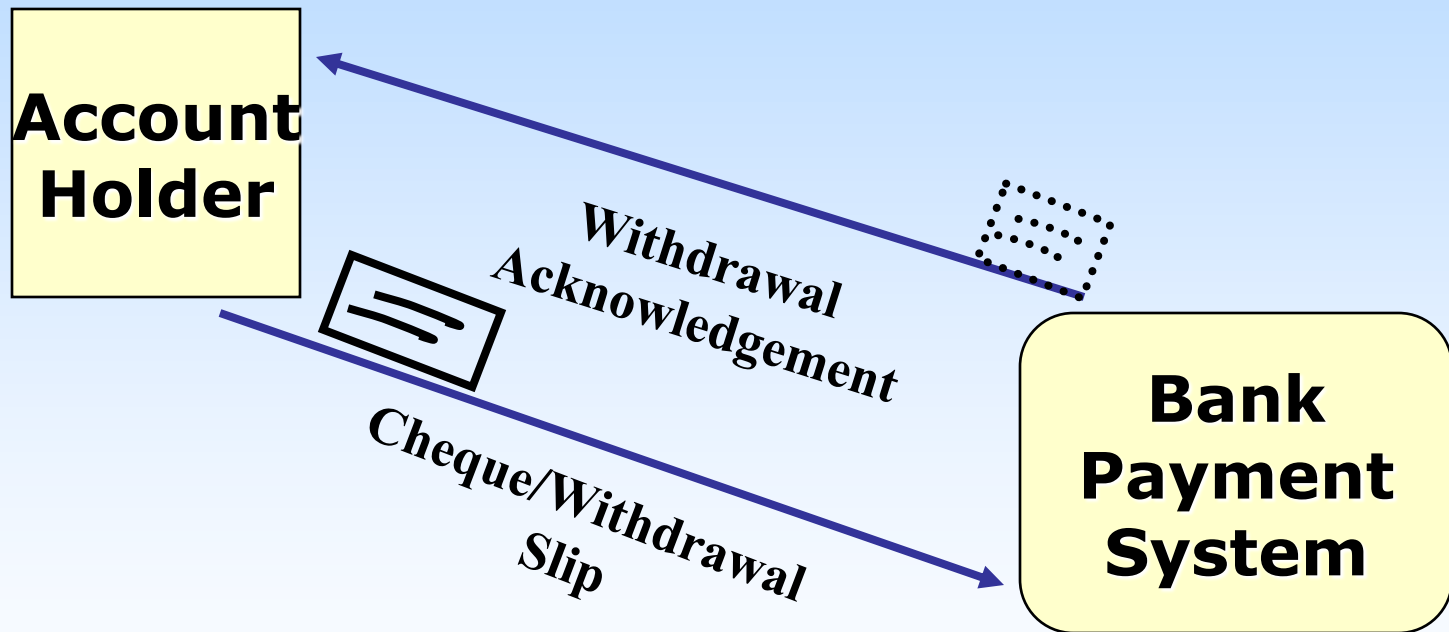 Account
Holder
Withdrawal
Acknowledgement
Cheque/Withdrawal
Slip
Bank
Payment
System